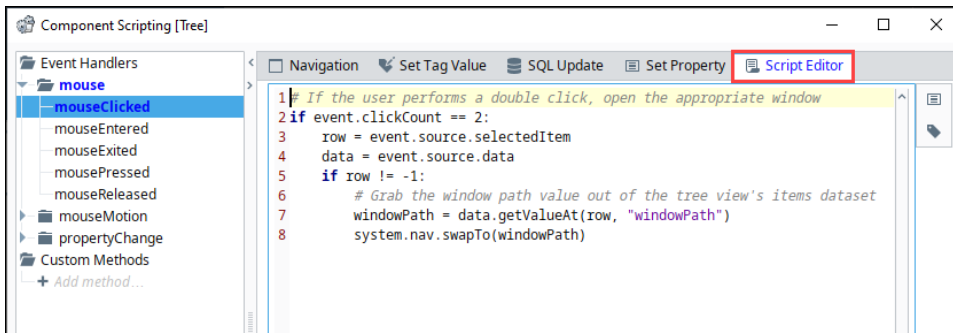 Component Scripting [Tree]
Event Handlers
mouse
mouseClicked
mouseEntered
mouseExited
mousePressed
mouseReleased
mouseMotion
propertyChange
Custom Methods
Add method...
Navigation Set Tag Value SQL Update Set Property Script Editor
1 # If the user performs a double click, open the appropriate window
2 if event.clickCount == 2:
3 row = event.source.selectedItem
4 data = event.source.data
5 if row != -1:
6 # Grab the window path value out of the tree view's items dataset
7 windowPath = data.getValueAt(row, "windowPath")
8 system.nav.swapTo(windowPath)